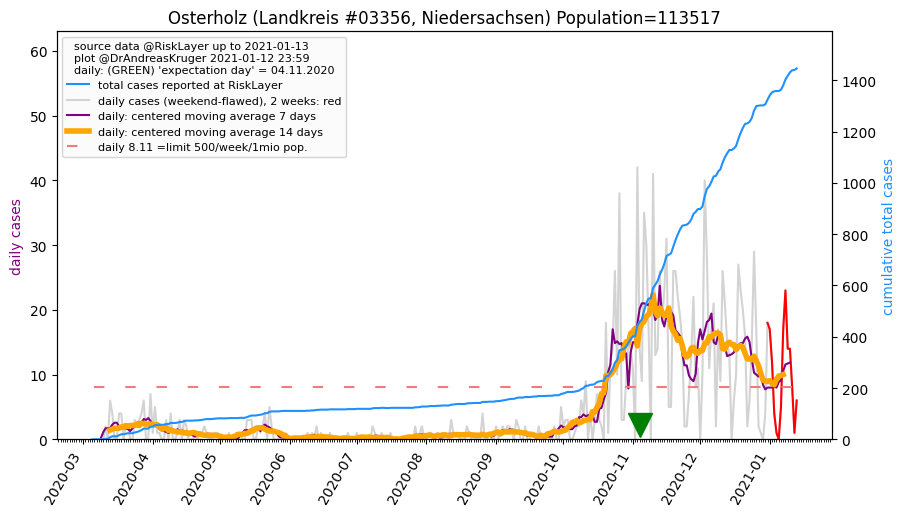 Osterholz (Landkreis #03356, Niedersachsen) Population=113517
source data @RiskLayer up to 2021-01-13
plot @DrAndreasKruger 2021-01-12 23:59
daily: (GREEN) 'expectation day' = 04.11.2020
total cases reported at RiskLayer
daily cases (weekend-flawed), 2 weeks: red
daily: centered moving average 7 days
daily: centered moving average 14 days
daily 8.11 =limit 500/week/1mio pop.
daily cases
60
50
40
30
20
10
0
1400
1200
1000
800
600
400
200
0
cumulative total cases
2020-03
2020-04
2020-05
2020-06
2020-07
2020-08
2020-09
2020-10
2020-11
2020-12
2021-01